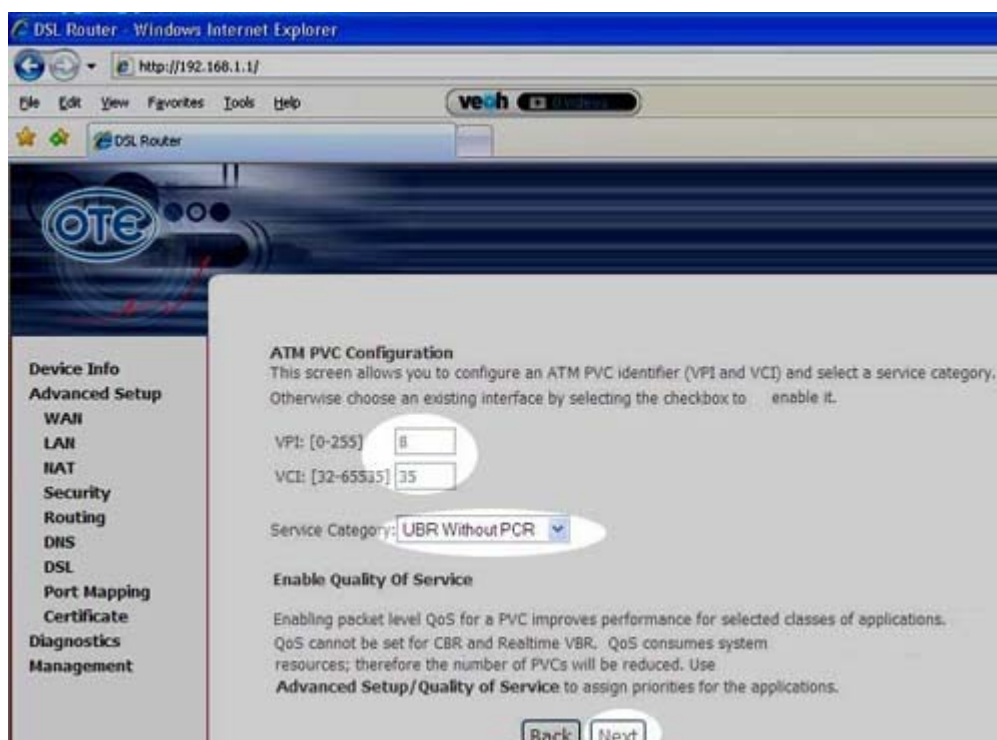 DSL Router - Windows Internet Explorer
http://192.168.1.1/
File Edit View Favorites Tools Help
veoh
DSL Router
OTE
Device Info
Advanced Setup
WAN
LAN
NAT
Security
Routing
DNS
DSL
Port Mapping
Certificate
Diagnostics
Management
ATM PVC Configuration
This screen allows you to configure an ATM PVC identifier (VPI and VCI) and select a service category.
Otherwise choose an existing interface by selecting the checkbox to enable it.
VPI: [0-255] 8
VCI: [32-65535] 35
Service Category: UBR Without PCR
Enable Quality Of Service
Enabling packet level QoS for a PVC improves performance for selected classes of applications.
QoS cannot be set for CBR and Realtime VBR. QoS consumes system
resources; therefore the number of PVCs will be reduced. Use
Advanced Setup/Quality of Service to assign priorities for the applications.
Back Next